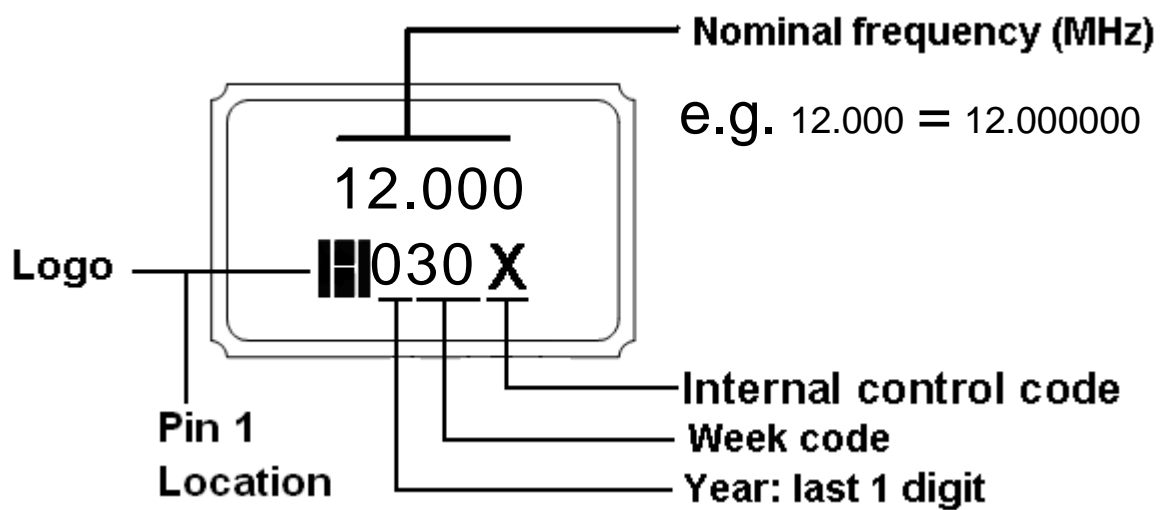 Nominal frequency (MHz)
e.g. 12.000 = 12.000000
12.000
Logo
030 X
Internal control code
Pin 1
Week code
Location
Year: last 1 digit